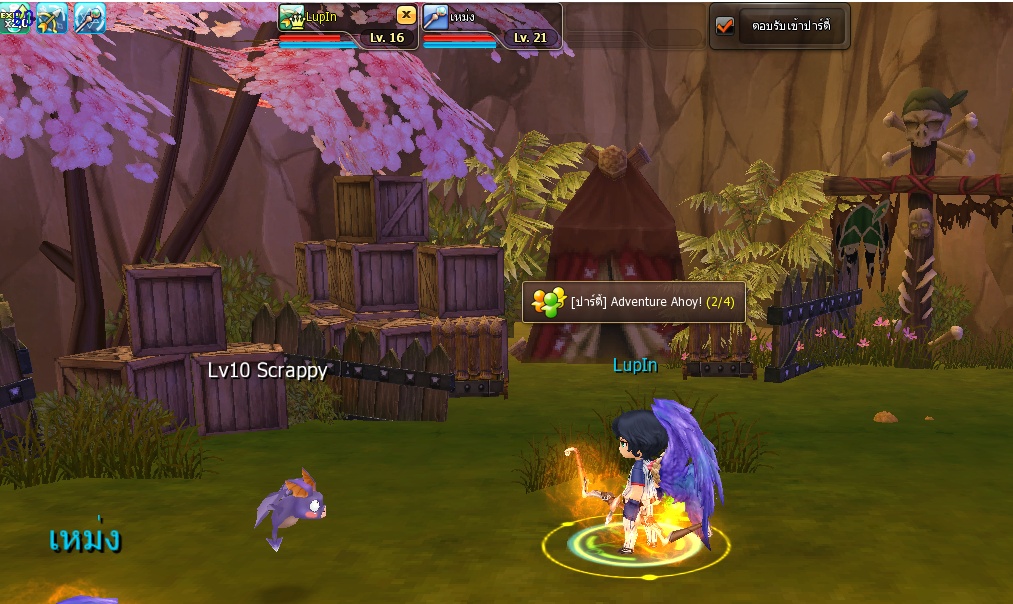 LupIn
Lv. 16
เหม่ง
Lv. 21
ตอบรับเข้าปาร์ตี้
[ปาร์ตี้] Adventure Ahoy! (2/4)
LupIn
Lv10 Scrappy
เหม่ง